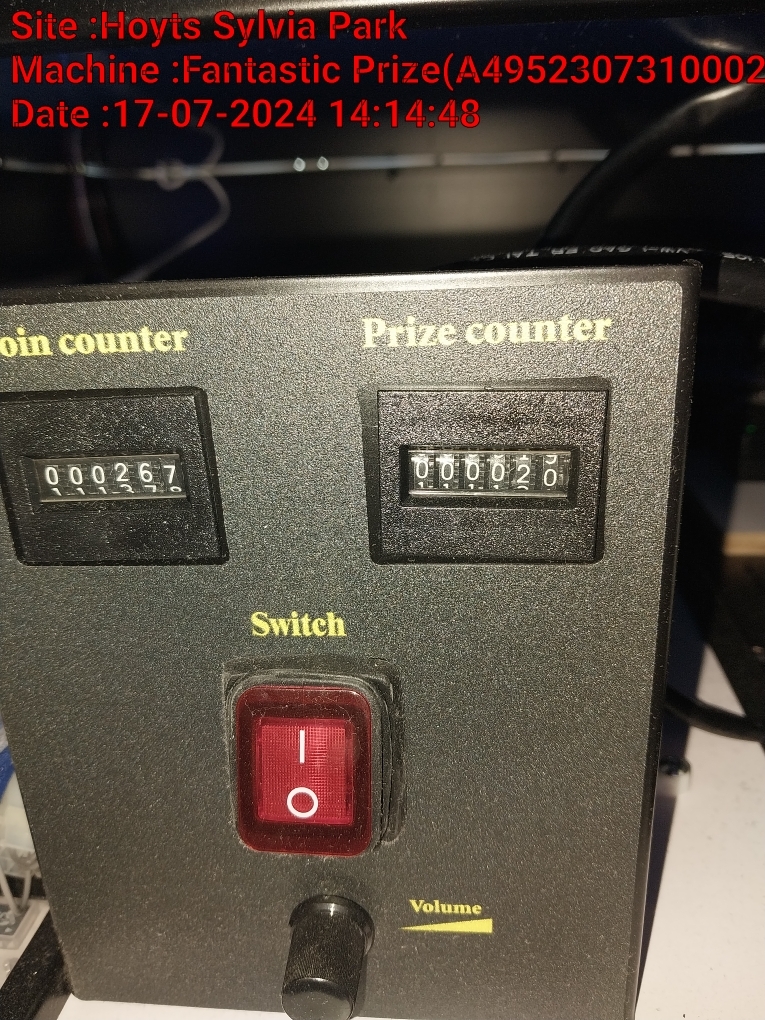 Site :Hoyts Sylvia Park
Machine :Fantastic Prize(A4952307310002
Date :17-07-2024 14:14:48
oin counter
Prize counter
000267
000020
Switch
Volume